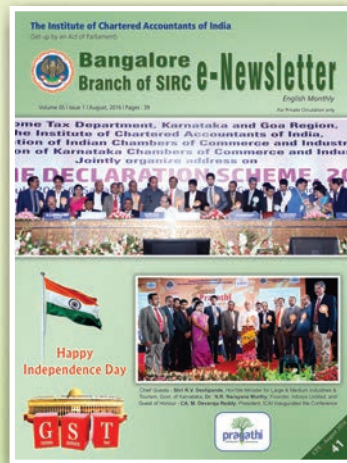 The Institute of Chartered Accountants of India
(Set up by an Act of Parliament)
Bangalore
Branch of SIRC
e-Newsletter
English Monthly
Volume 05 | Issue 1 | August, 2016 | Pages : 39
For Private Circulation only
ome Tax Department, Karnataka and Goa Region,
he Institute of Chartered Accountants of India,
tion of Indian Chambers of Commerce and Industr
on of Karnataka Chambers of Commerce and Indus
Jointly organize address on
E DECLARATION SCHEME, 20
Happy
Independence Day
GST
pragathi
Chief Guests - Shri R.V. Deshpande, Hon'ble Minister for Large & Medium Industries &
Tourism, Govt. of Karnataka, Dr. N.R. Narayana Murthy, Founder, Infosys Limited, and
Guest of Honour - CA. M. Devaraja Reddy, President, ICAI Inaugurated the Conference
pragathi
41